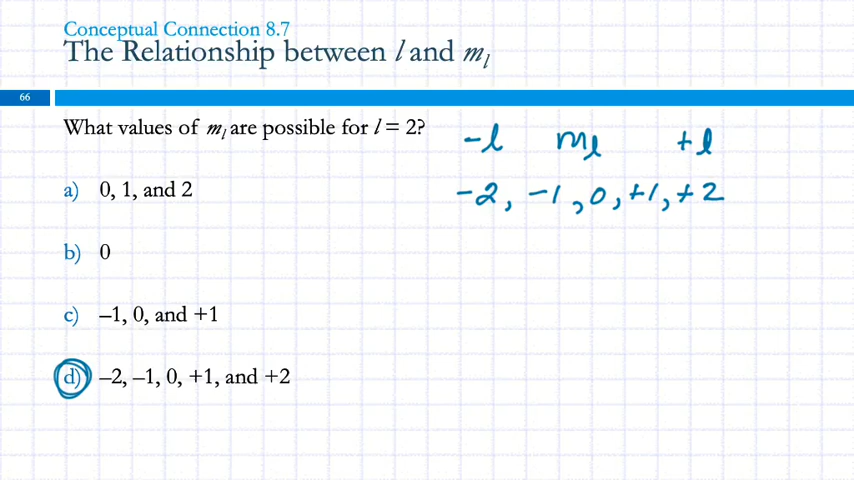 Conceptual Connection 8.7
The Relationship between l and mₗ
66
What values of mₗ are possible for l = 2?
-l mₗ +l
-2, -1, 0, +1, +2
a) 0, 1, and 2
b) 0
c) –1, 0, and +1
d) –2, –1, 0, +1, and +2